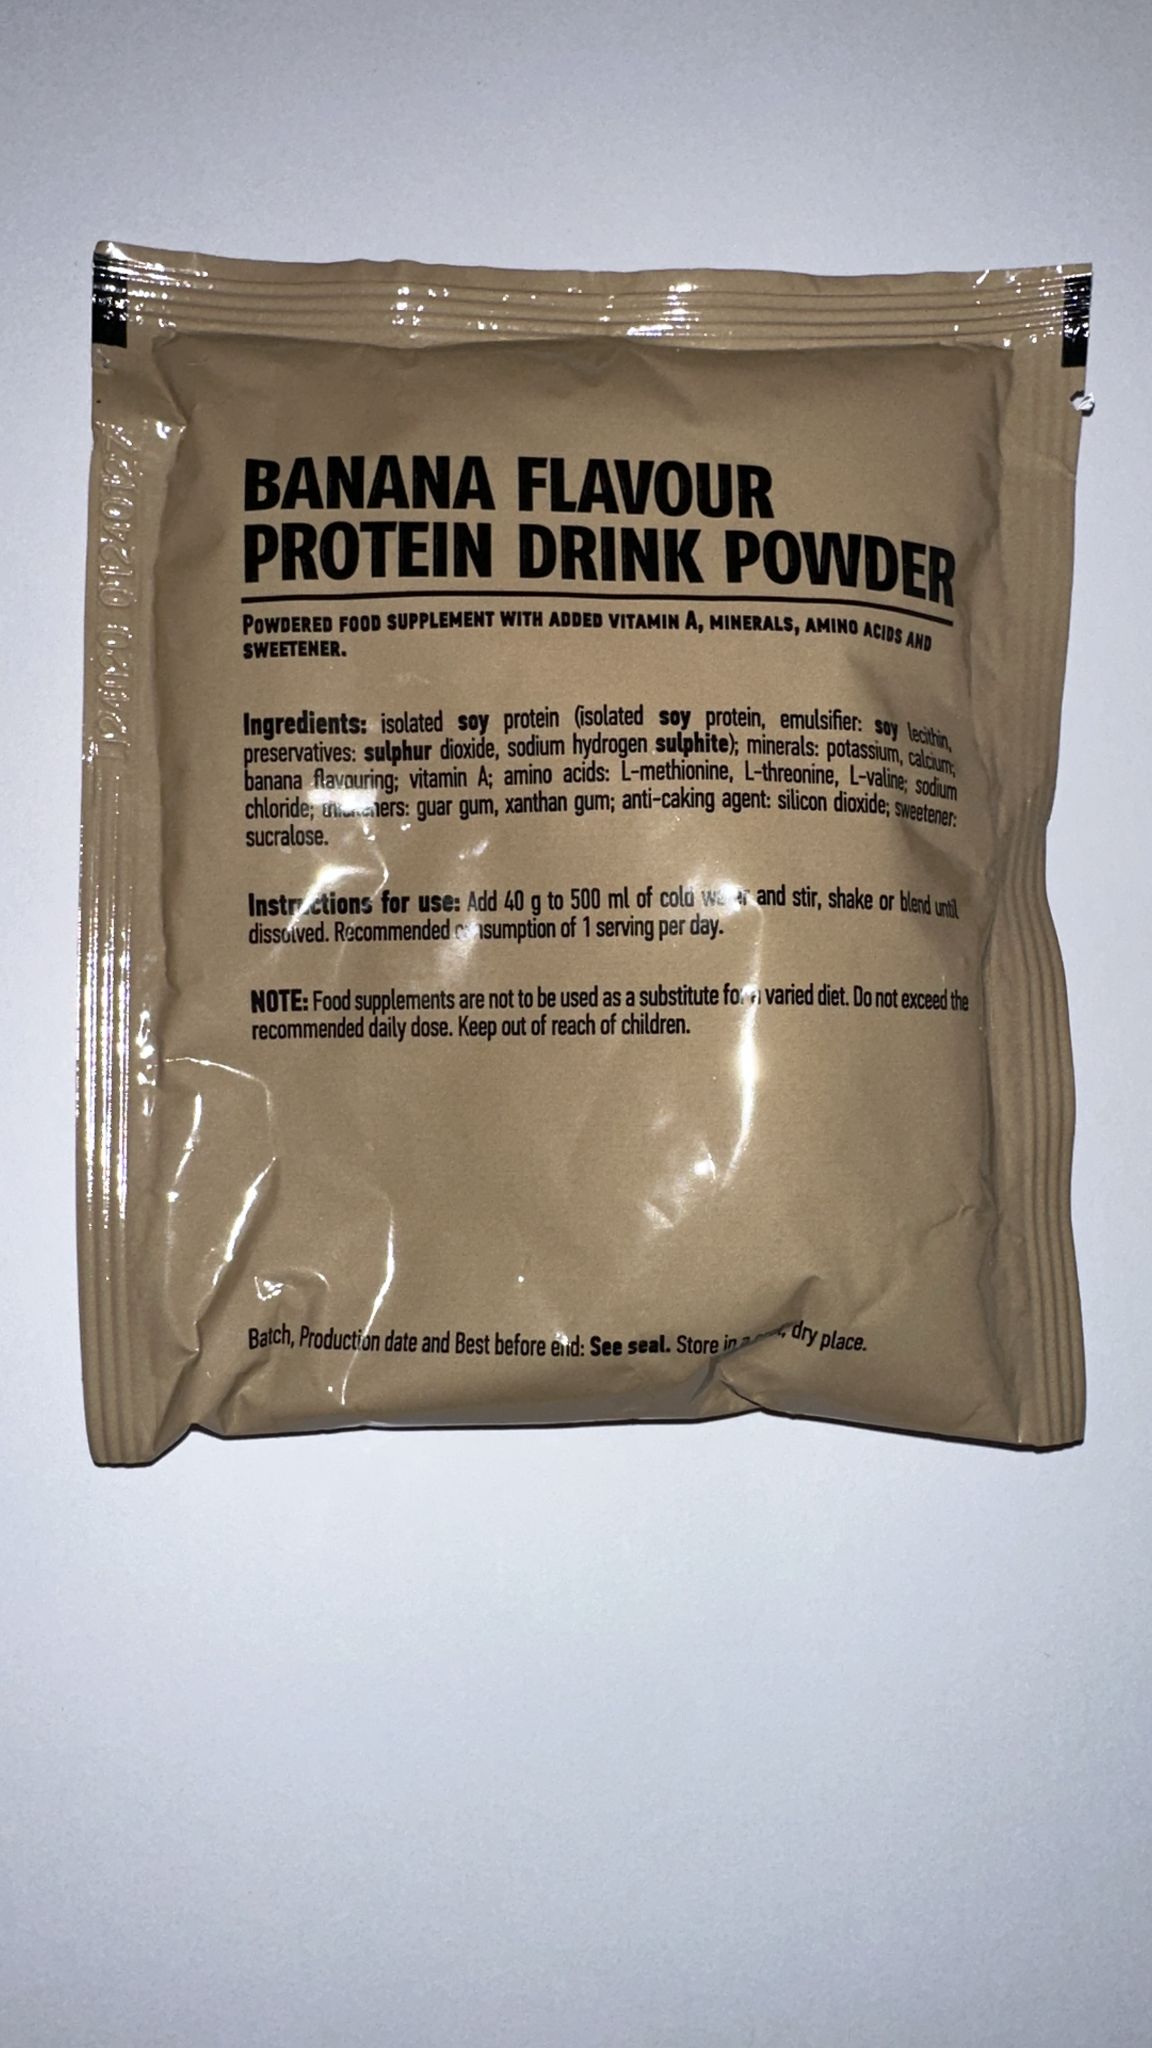 BANANA FLAVOUR
PROTEIN DRINK POWDER
POWDERED FOOD SUPPLEMENT WITH ADDED VITAMIN A, MINERALS, AMINO ACIDS AND
SWEETENER.
Ingredients: isolated soy protein (isolated soy protein, emulsifier: soy lecithin,
preservatives: sulphur dioxide, sodium hydrogen sulphite); minerals: potassium, calcium;
banana flavouring; vitamin A; amino acids: L-methionine, L-threonine, L-valine; sodium
chloride; thickeners: guar gum, xanthan gum; anti-caking agent: silicon dioxide; sweetener:
sucralose.
Instructions for use: Add 40 g to 500 ml of cold water and stir, shake or blend until
dissolved. Recommended consumption of 1 serving per day.
NOTE: Food supplements are not to be used as a substitute for a varied diet. Do not exceed the
recommended daily dose. Keep out of reach of children.
Batch, Production date and Best before end: See seal. Store in a dry place.